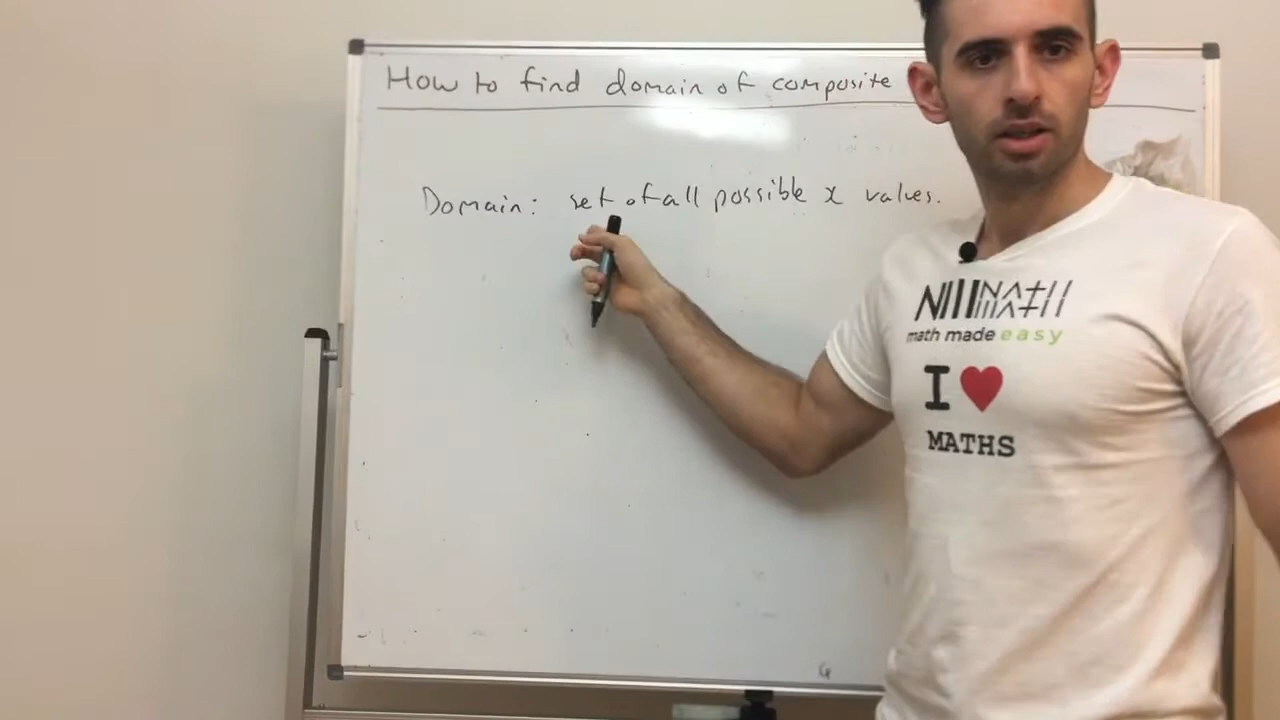 How to find domain of composite
Domain: set of all possible x values.
math made easy
I ♥
MATHS